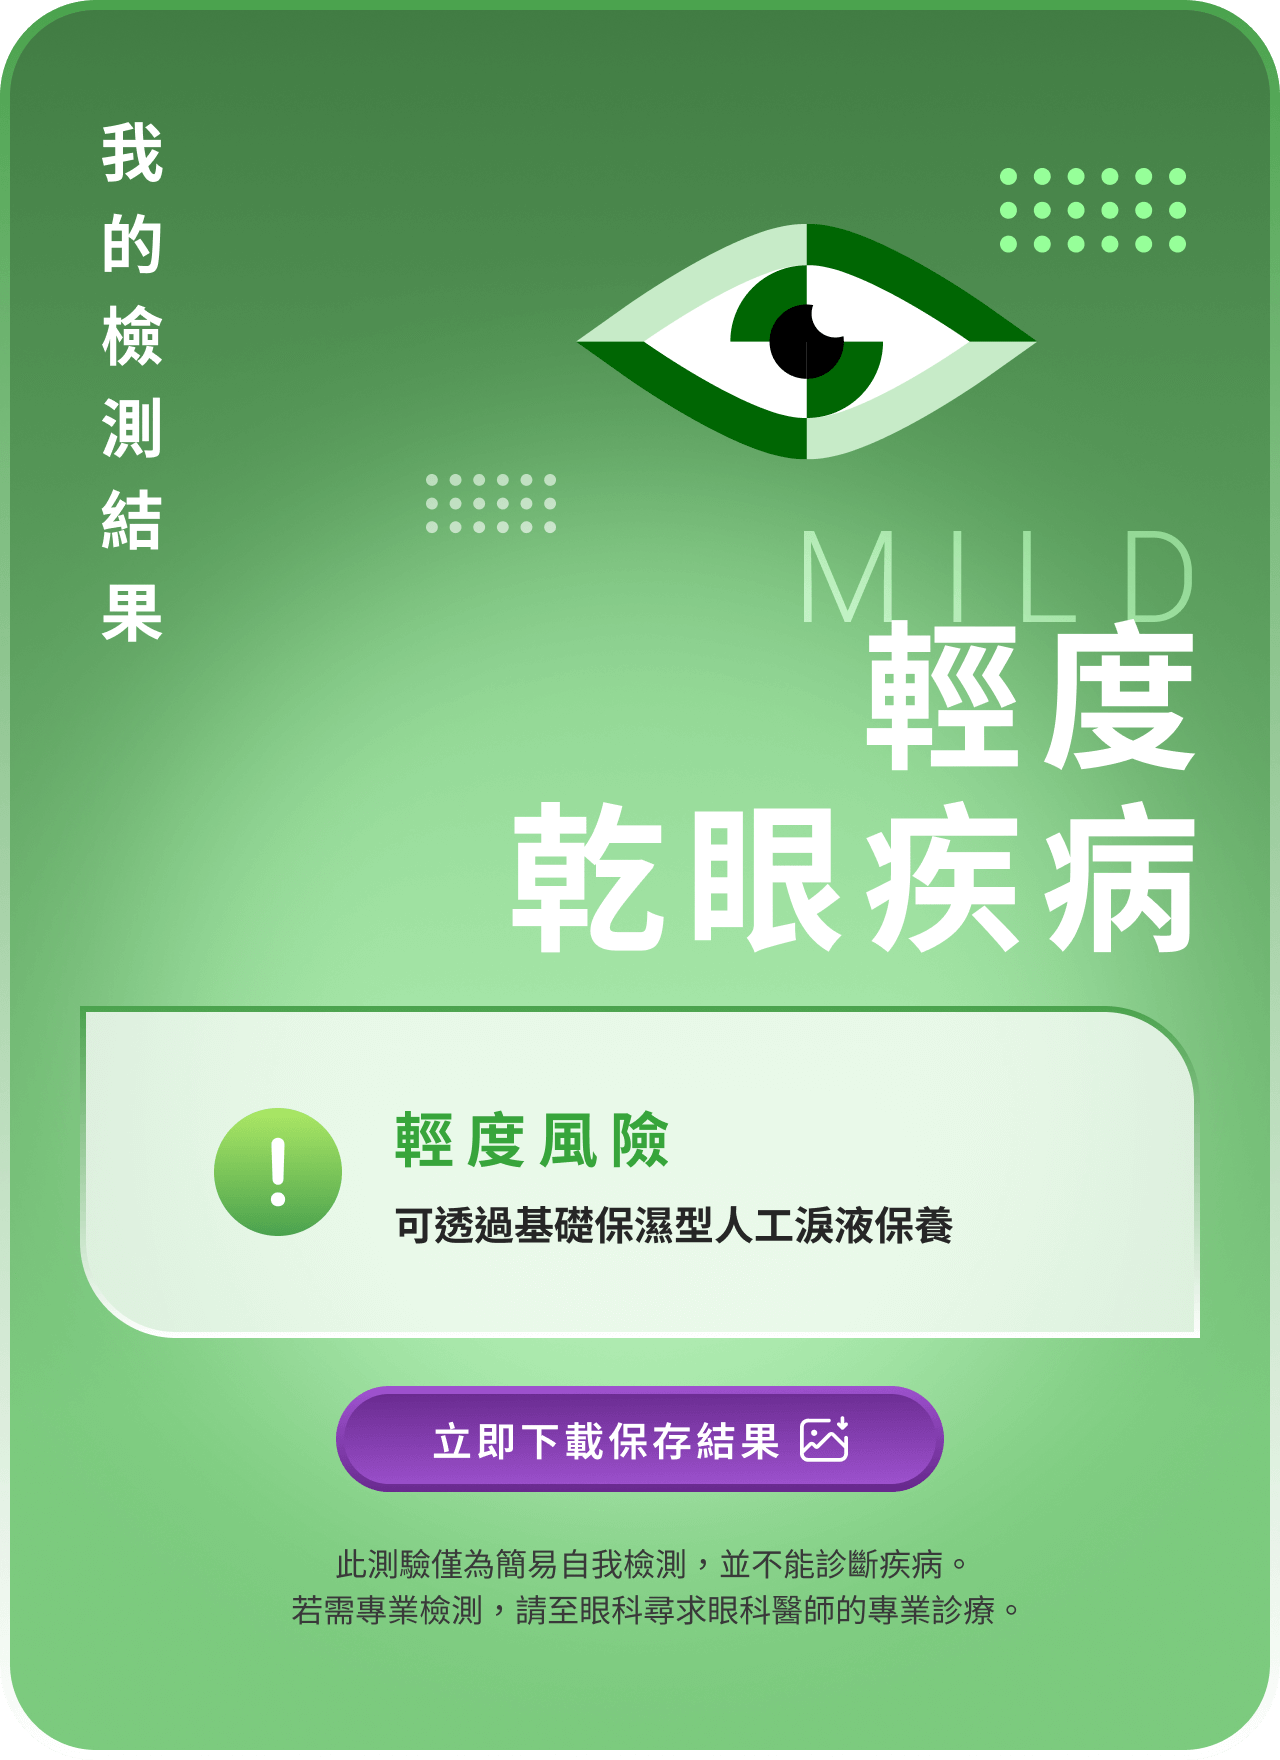 我的檢測結果
MILD
輕度
乾眼疾病
輕度風險
可透過基礎保濕型人工淚液保養
立即下載保存結果
此測驗僅為簡易自我檢測，並不能診斷疾病。
若需專業檢測，請至眼科尋求眼科醫師的專業診療。